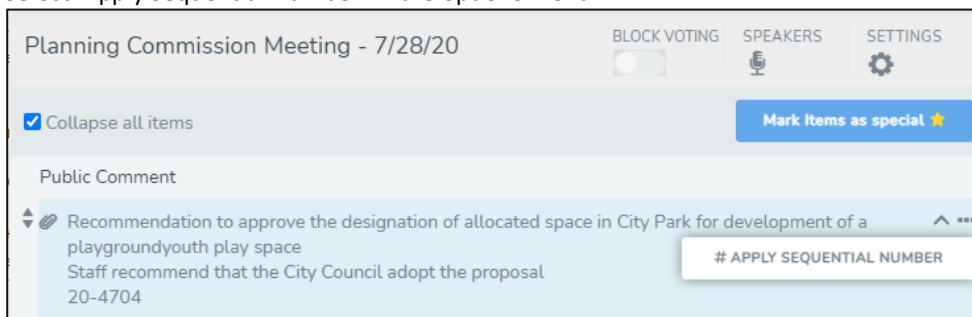 Planning Commission Meeting - 7/28/20
BLOCK VOTING
SPEAKERS
SETTINGS
Collapse all items
Mark Items as special
Public Comment
Recommendation to approve the designation of allocated space in City Park for development of a
playgroundyouth play space
Staff recommend that the City Council adopt the proposal
20-4704
# APPLY SEQUENTIAL NUMBER